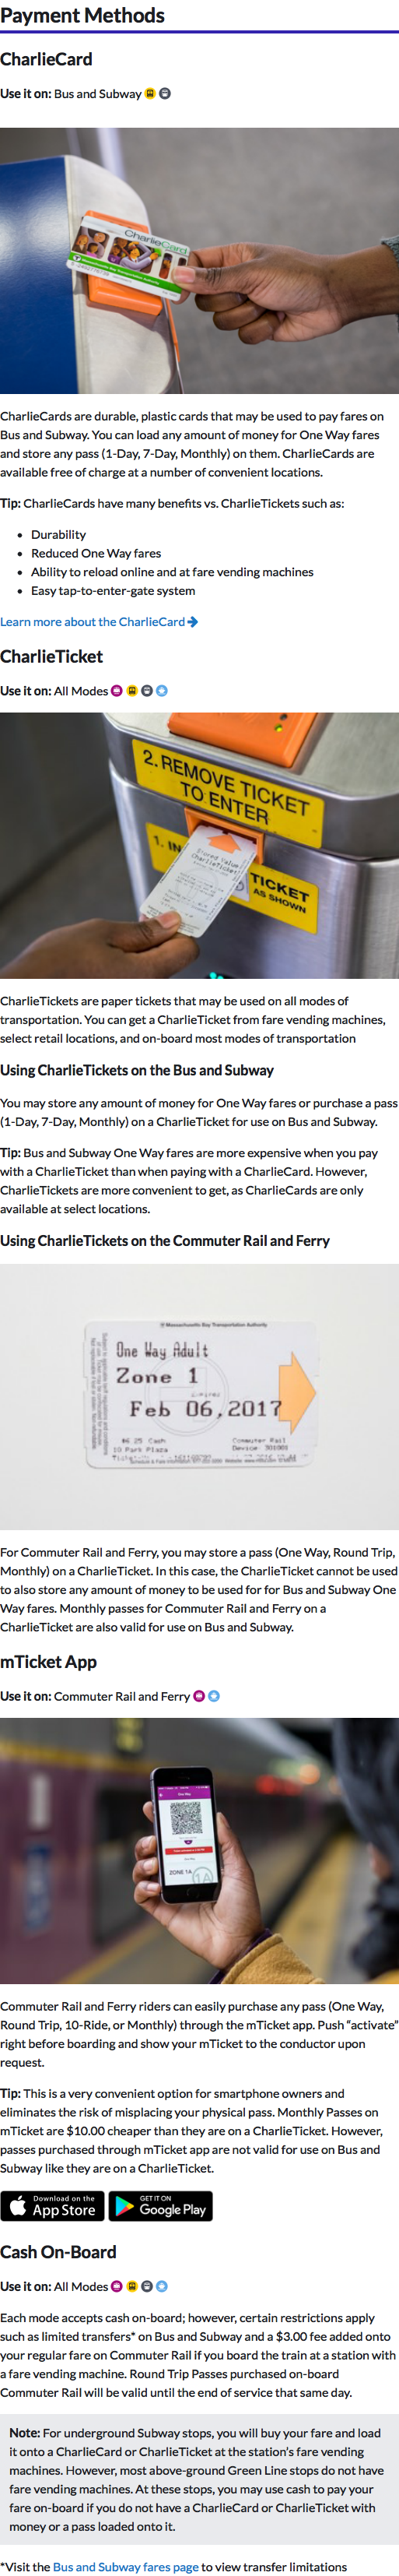 Payment Methods
CharlieCard
Use it on: Bus and Subway
CharlieCard
Massachusetts Bay Transportation Authority
CharlieCards are durable, plastic cards that may be used to pay fares on
Bus and Subway. You can load any amount of money for One Way fares
and store any pass (1-Day, 7-Day, Monthly) on them. CharlieCards are
available free of charge at a number of convenient locations.
Tip: CharlieCards have many benefits vs. CharlieTickets such as:
• Durability
• Reduced One Way fares
• Ability to reload online and at fare vending machines
• Easy tap-to-enter-gate system
Learn more about the CharlieCard
CharlieTicket
Use it on: All Modes
2. REMOVE TICKET
TO ENTER
Stored Value
CharlieTicket
1. IN
TICKET
AS SHOWN
CharlieTickets are paper tickets that may be used on all modes of
transportation. You can get a CharlieTicket from fare vending machines,
select retail locations, and on-board most modes of transportation
Using CharlieTickets on the Bus and Subway
You may store any amount of money for One Way fares or purchase a pass
(1-Day, 7-Day, Monthly) on a CharlieTicket for use on Bus and Subway.
Tip: Bus and Subway One Way fares are more expensive when you pay
with a CharlieTicket than when paying with a CharlieCard. However,
CharlieTickets are more convenient to get, as CharlieCards are only
available at select locations.
Using CharlieTickets on the Commuter Rail and Ferry
Massachusetts Bay Transportation Authority
One Way Adult
Zone 1
Expires
Feb 06,2017
$6.25 Cash
Commuter Rail
10 Park Plaza
Device: 301001
For Commuter Rail and Ferry, you may store a pass (One Way, Round Trip,
Monthly) on a CharlieTicket. In this case, the CharlieTicket cannot be used
to also store any amount of money to be used for for Bus and Subway One
Way fares. Monthly passes for Commuter Rail and Ferry on a
CharlieTicket are also valid for use on Bus and Subway.
mTicket App
Use it on: Commuter Rail and Ferry
One Way
ZONE 1A
1A
Commuter Rail and Ferry riders can easily purchase any pass (One Way,
Round Trip, 10-Ride, or Monthly) through the mTicket app. Push "activate"
right before boarding and show your mTicket to the conductor upon
request.
Tip: This is a very convenient option for smartphone owners and
eliminates the risk of misplacing your physical pass. Monthly Passes on
mTicket are $10.00 cheaper than they are on a CharlieTicket. However,
passes purchased through mTicket app are not valid for use on Bus and
Subway like they are on a CharlieTicket.
Download on the
App Store
GET IT ON
Google Play
Cash On-Board
Use it on: All Modes
Each mode accepts cash on-board; however, certain restrictions apply
such as limited transfers* on Bus and Subway and a $3.00 fee added onto
your regular fare on Commuter Rail if you board the train at a station with
a fare vending machine. Round Trip Passes purchased on-board
Commuter Rail will be valid until the end of service that same day.
Note: For underground Subway stops, you will buy your fare and load
it onto a CharlieCard or CharlieTicket at the station's fare vending
machines. However, most above-ground Green Line stops do not have
fare vending machines. At these stops, you may use cash to pay your
fare on-board if you do not have a CharlieCard or CharlieTicket with
money or a pass loaded onto it.
*Visit the Bus and Subway fares page to view transfer limitations